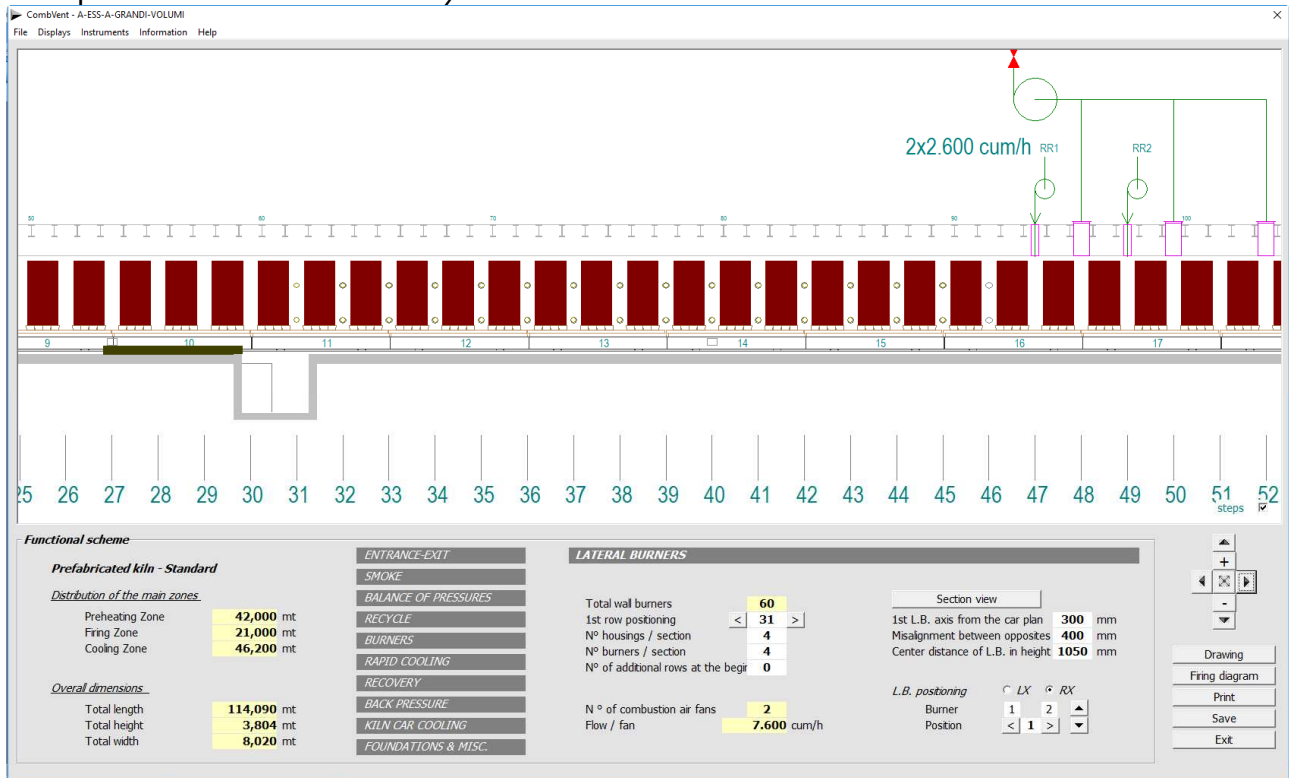 CombVent - A-ESS-A-GRANDI-VOLUMI
File Displays Instruments Information Help
2x2.600 cum/h RR1 RR2
50 60 70 80 90 100
9 10 11 12 13 14 15 16 17
25 26 27 28 29 30 31 32 33 34 35 36 37 38 39 40 41 42 43 44 45 46 47 48 49 50 51 52
steps
Functional scheme
Prefabricated kiln - Standard
Distribution of the main zones
Preheating Zone 42,000 mt
Firing Zone 21,000 mt
Cooling Zone 46,200 mt
Overall dimensions
Total length 114,090 mt
Total height 3,804 mt
Total width 8,020 mt
ENTRANCE-EXIT
SMOKE
BALANCE OF PRESSURES
RECYCLE
BURNERS
RAPID COOLING
RECOVERY
BACK PRESSURE
KILN CAR COOLING
FOUNDATIONS & MISC.
LATERAL BURNERS
Total wall burners 60
1st row positioning < 31 >
N° housings / section 4
N° burners / section 4
N° of additional rows at the begir 0
N ° of combustion air fans 2
Flow / fan 7.600 cum/h
Section view
1st L.B. axis from the car plan 300 mm
Misalignment between opposites 400 mm
Center distance of L.B. in height 1050 mm
L.B. positioning LX RX
Burner 1 2
Position < 1 >
+
-
Drawing
Firing diagram
Print
Save
Exit